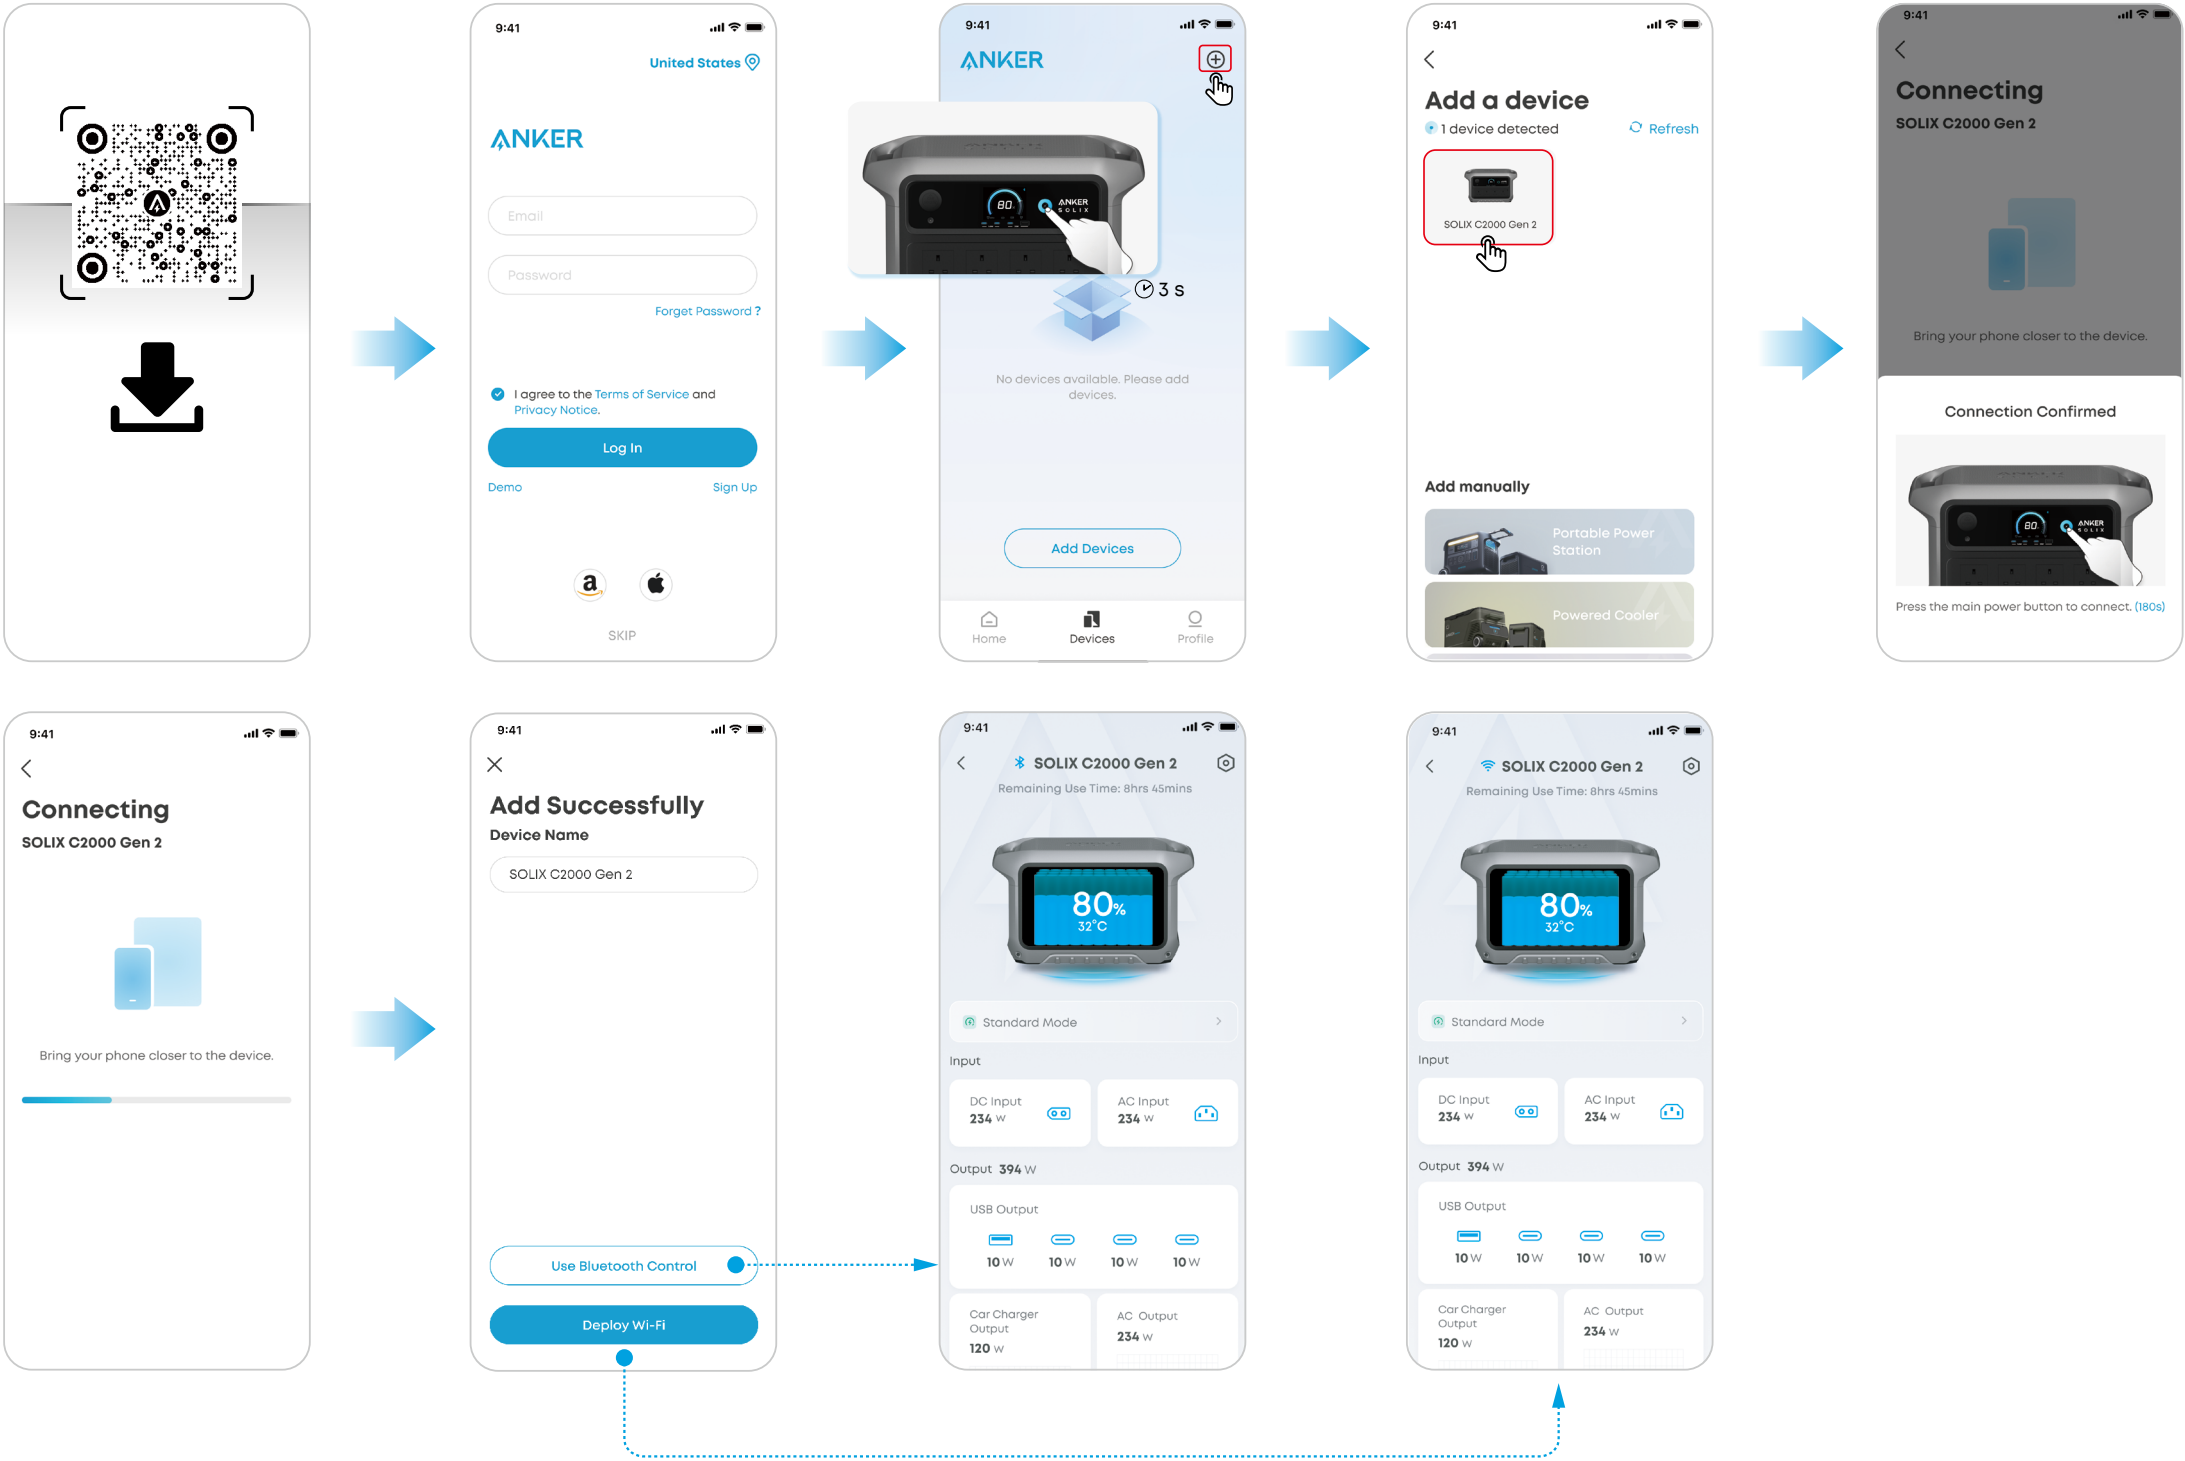 9:41
United States
ANKER
Email
Password
Forget Password ?
I agree to the Terms of Service and
Privacy Notice.
Log In
Demo
Sign Up
SKIP
9:41
ANKER
80
ANKER
SOLIX
3 s
No devices available. Please add
devices.
Add Devices
Home
Devices
Profile
9:41
Add a device
1 device detected
Refresh
SOLIX C2000 Gen 2
Add manually
Portable Power
Station
Powered Cooler
9:41
Connecting
SOLIX C2000 Gen 2
Bring your phone closer to the device.
Connection Confirmed
80
ANKER
SOLIX
Press the main power button to connect. (180s)
9:41
Connecting
SOLIX C2000 Gen 2
Bring your phone closer to the device.
9:41
Add Successfully
Device Name
SOLIX C2000 Gen 2
Use Bluetooth Control
Deploy Wi-Fi
9:41
SOLIX C2000 Gen 2
Remaining Use Time: 8hrs 45mins
80%
32°C
Standard Mode
Input
DC Input
234 W
AC Input
234 W
Output 394 W
USB Output
10 W 10 W 10 W 10 W
Car Charger
Output
120 W
AC Output
234 W
9:41
SOLIX C2000 Gen 2
Remaining Use Time: 8hrs 45mins
80%
32°C
Standard Mode
Input
DC Input
234 W
AC Input
234 W
Output 394 W
USB Output
10 W 10 W 10 W 10 W
Car Charger
Output
120 W
AC Output
234 W